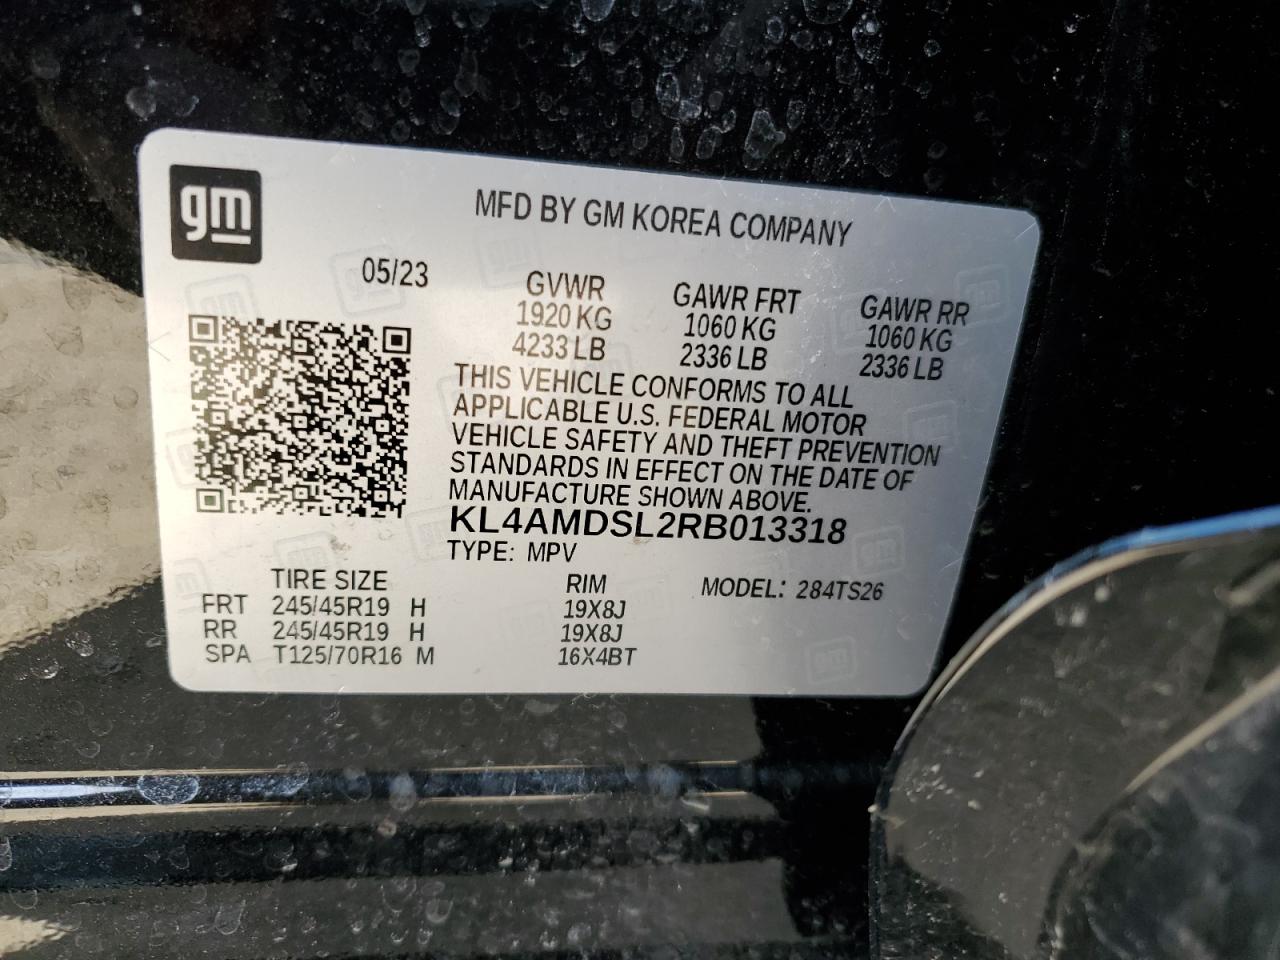 gm
MFD BY GM KOREA COMPANY
05/23
GVWR GAWR FRT GAWR RR
1920 KG 1060 KG 1060 KG
4233 LB 2336 LB 2336 LB
THIS VEHICLE CONFORMS TO ALL
APPLICABLE U.S. FEDERAL MOTOR
VEHICLE SAFETY AND THEFT PREVENTION
STANDARDS IN EFFECT ON THE DATE OF
MANUFACTURE SHOWN ABOVE.
KL4AMDSL2RB013318
TYPE: MPV
TIRE SIZE RIM MODEL: 284TS26
FRT 245/45R19 H 19X8J
RR 245/45R19 H 19X8J
SPA T125/70R16 M 16X4BT